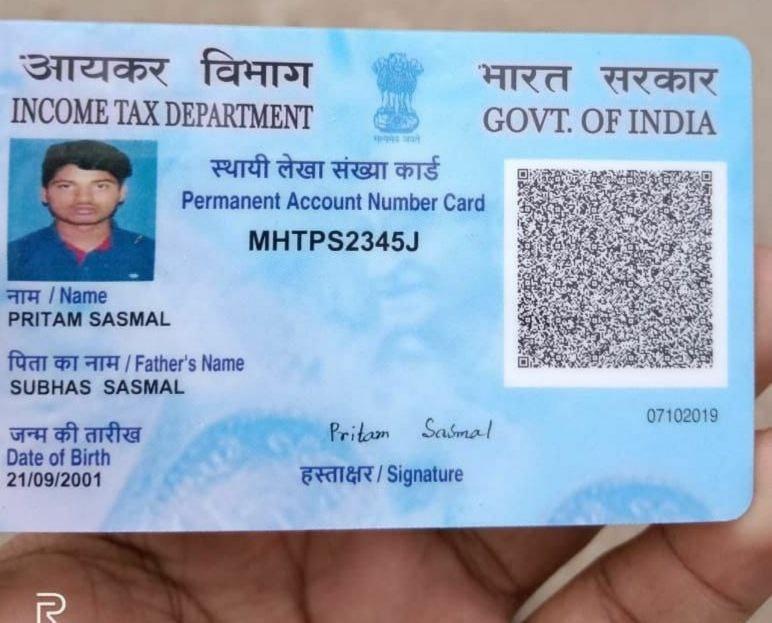 आयकर विभाग
INCOME TAX DEPARTMENT
भारत सरकार
GOVT. OF INDIA
सत्यमेव जयते
स्थायी लेखा संख्या कार्ड
Permanent Account Number Card
MHTPS2345J
नाम / Name
PRITAM SASMAL
पिता का नाम / Father's Name
SUBHAS SASMAL
जन्म की तारीख
Date of Birth
21/09/2001
Pritam Sasmal
हस्ताक्षर / Signature
07102019
R